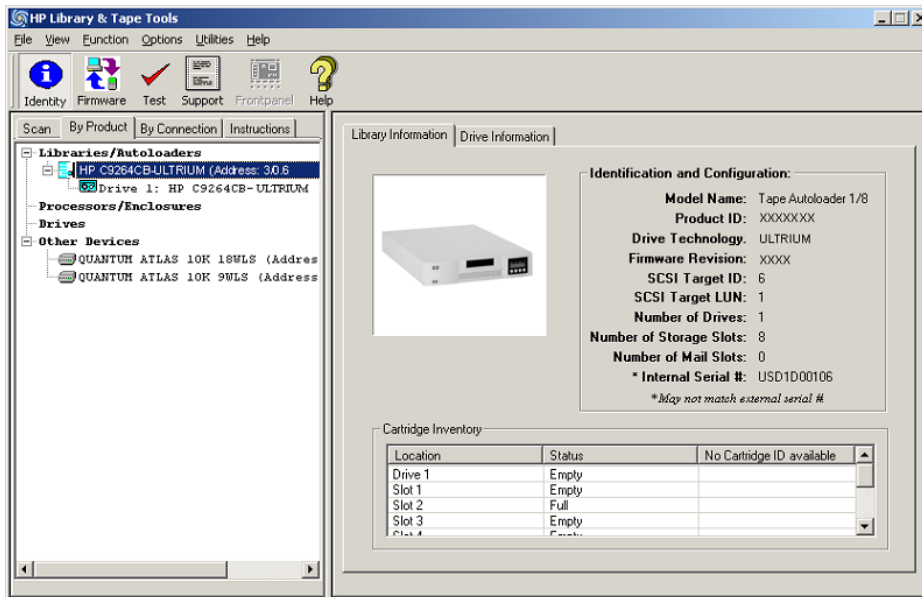 HP Library & Tape Tools
File View Function Options Utilities Help
Identity Firmware Test Support Frontpanel Help
Scan By Product By Connection Instructions
Libraries/Autoloaders
HP C9264CB-ULTRIUM (Address: 3.0.6
Drive 1: HP C9264CB-ULTRIUM
Processors/Enclosures
Drives
Other Devices
QUANTUM ATLAS 10K 18WLS (Addres
QUANTUM ATLAS 10K 9WLS (Address
Library Information Drive Information
Identification and Configuration:
Model Name: Tape Autoloader 1/8
Product ID: XXXXXXX
Drive Technology. ULTRIUM
Firmware Revision: XXXX
SCSI Target ID: 6
SCSI Target LUN: 1
Number of Drives: 1
Number of Storage Slots: 8
Number of Mail Slots: 0
* Internal Serial #: USD1D00106
*May not match external serial #
Cartridge Inventory
Location Status No Cartridge ID available
Drive 1 Empty
Slot 1 Empty
Slot 2 Full
Slot 3 Empty
Slot 4 Empty